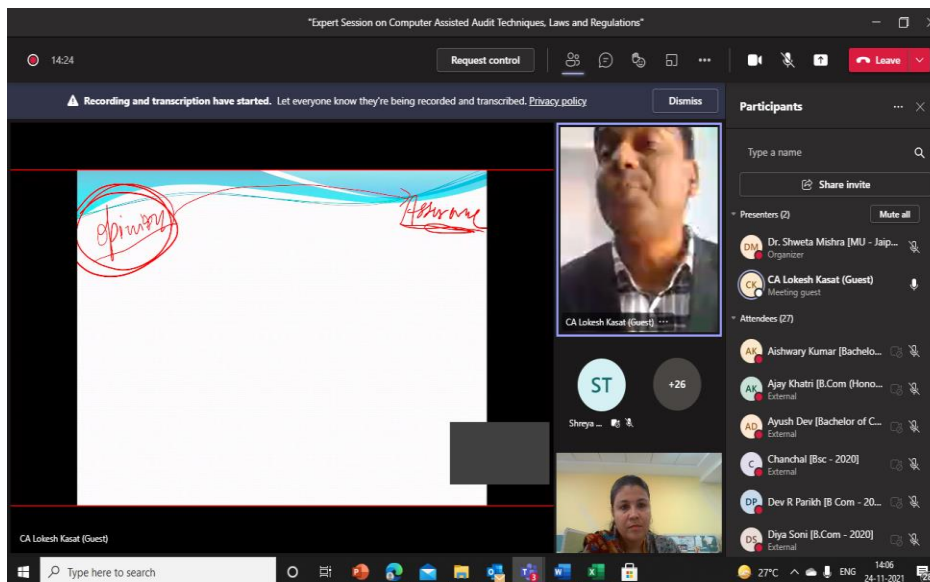 "Expert Session on Computer Assisted Audit Techniques, Laws and Regulations"
14:24
Request control
Leave
Recording and transcription have started. Let everyone know they're being recorded and transcribed. Privacy policy
Dismiss
Participants
Type a name
Share invite
Presenters (2)
Mute all
DM
Dr. Shweta Mishra [MU - Jaip...
Organizer
CK
CA Lokesh Kasat (Guest)
Meeting guest
Attendees (27)
AK
Aishwary Kumar [Bachelo...
External
AK
Ajay Khatri [B.Com (Hono...
External
AD
Ayush Dev [Bachelor of C...
External
C
Chanchal [Bsc - 2020]
External
DP
Dev R Parikh [B Com - 20...
External
DS
Diya Soni [B.Com - 2020]
External
opinion
CA Lokesh Kasat (Guest)
ST
+26
Shreya ...
CA Lokesh Kasat (Guest)
Type here to search
27°C
ENG
14:06
24-11-2021